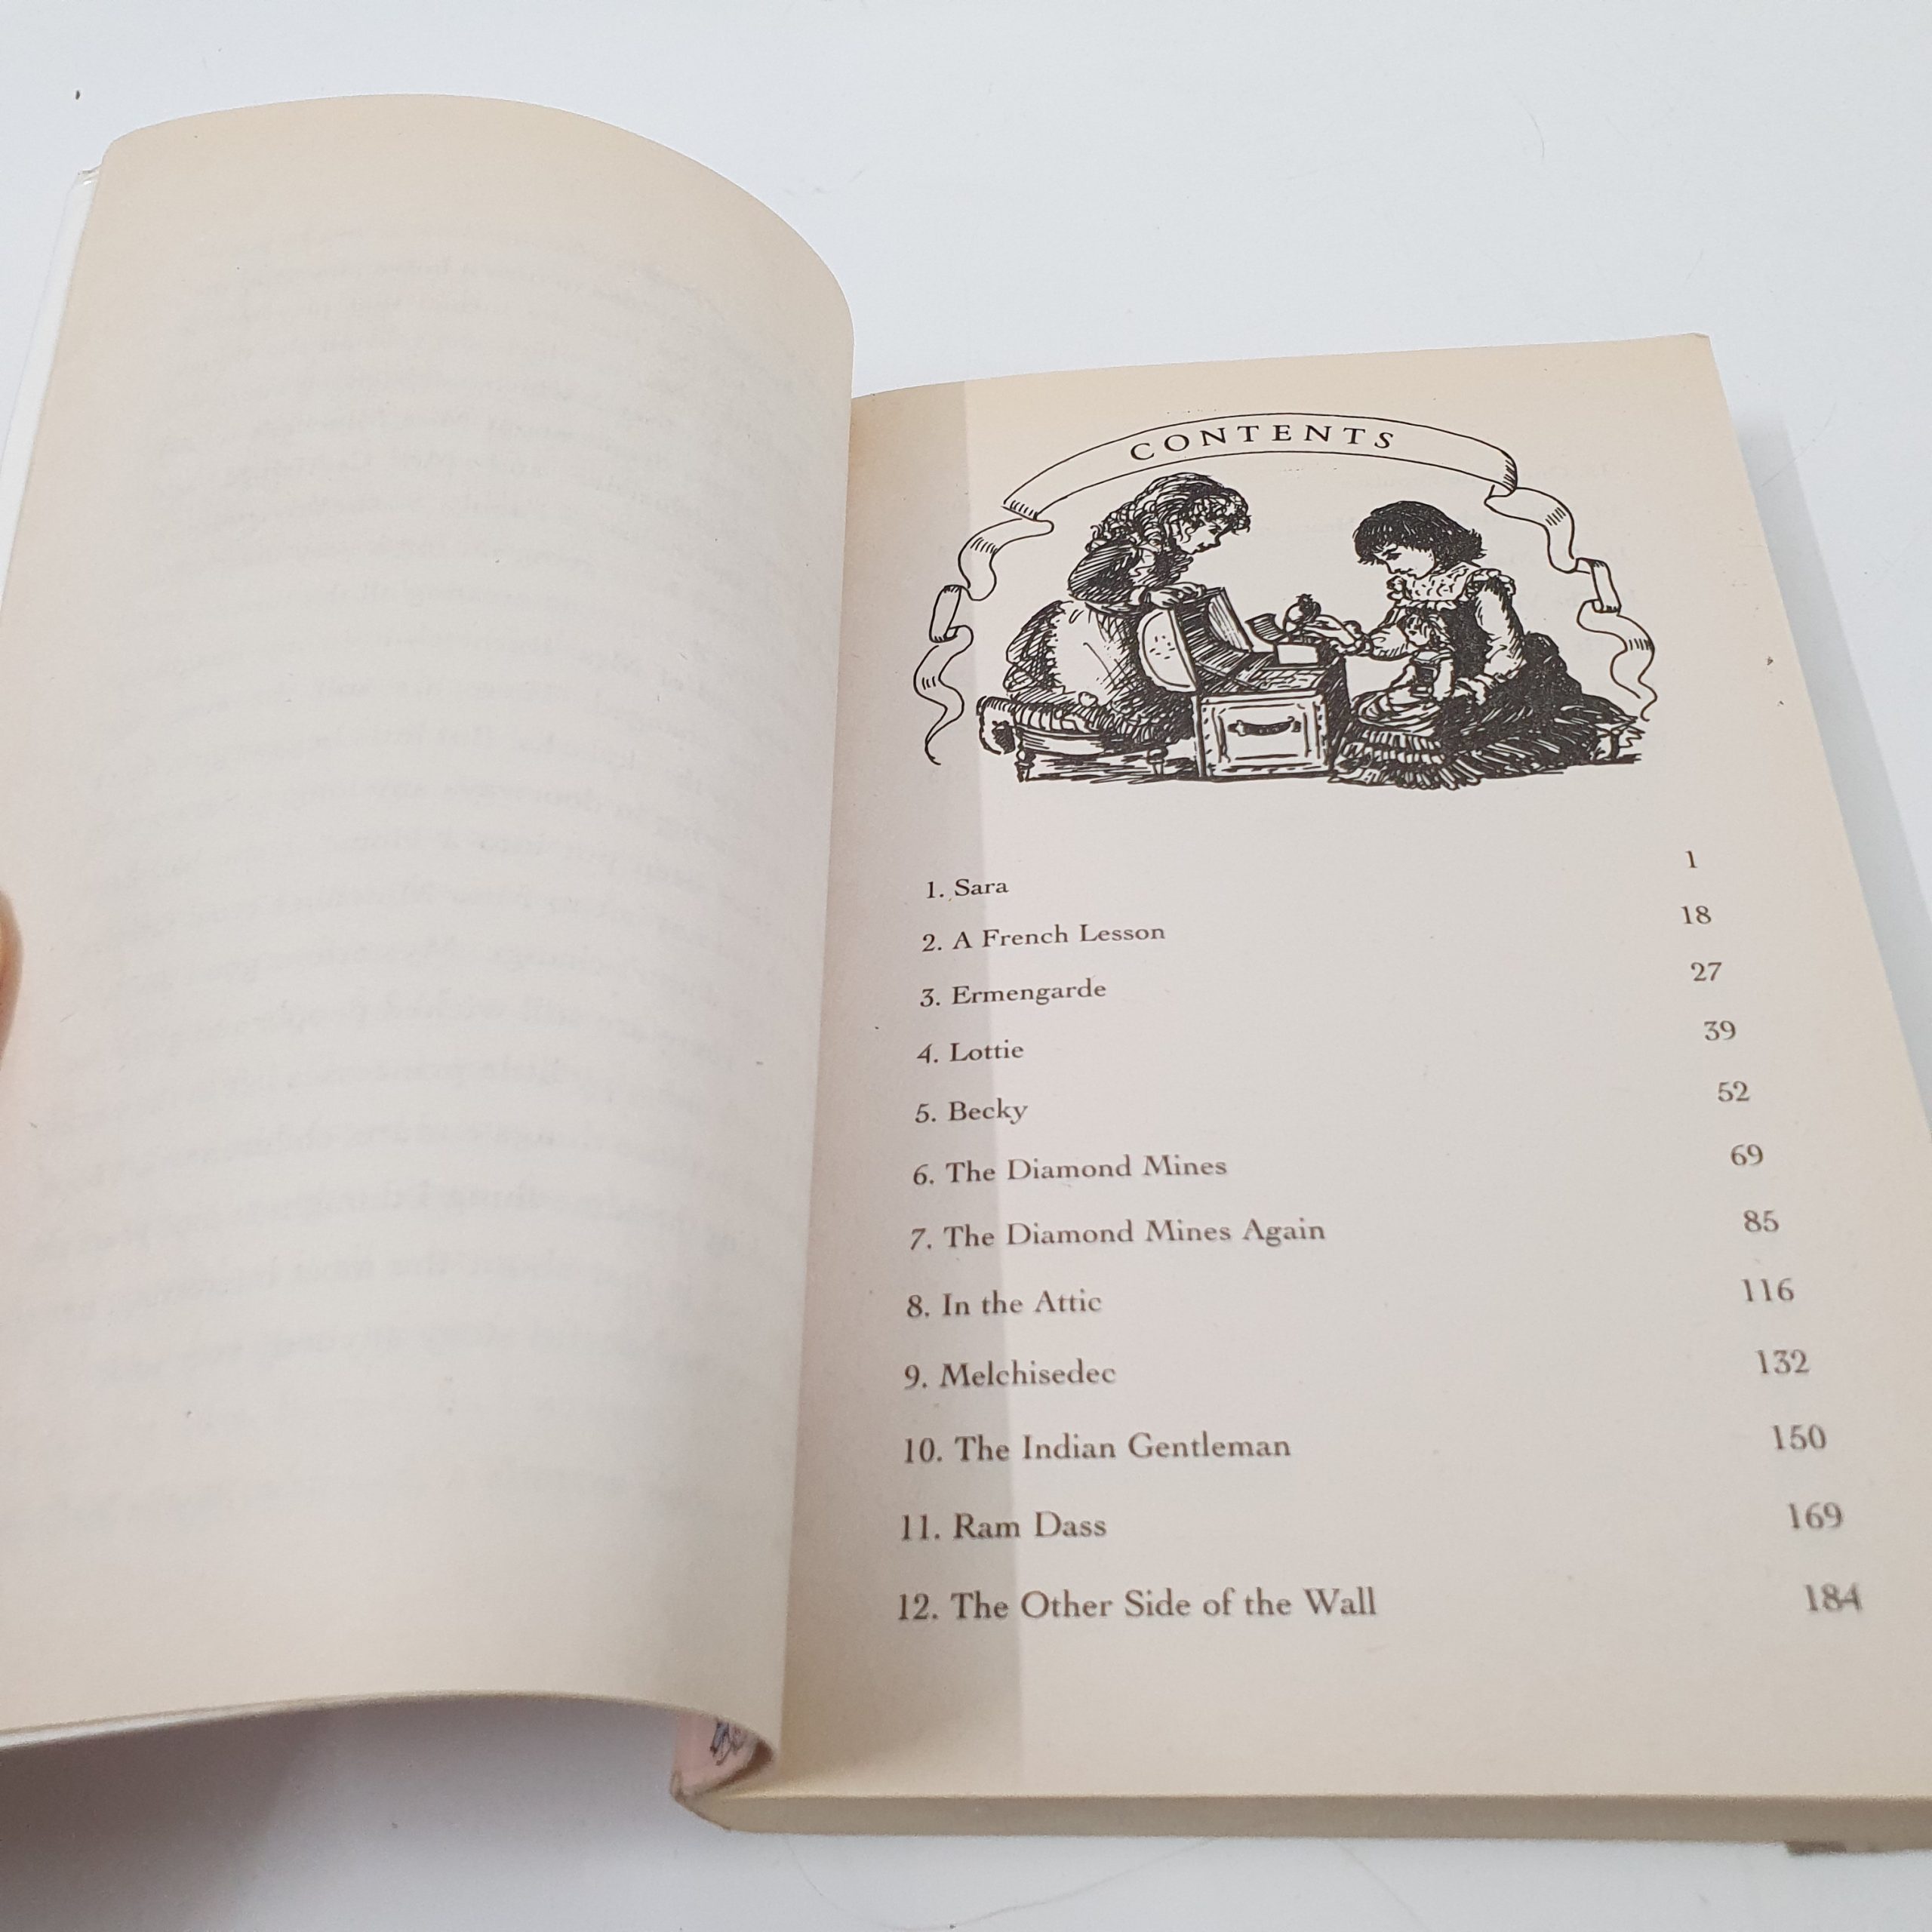 CONTENTS
1. Sara 1
2. A French Lesson 18
3. Ermengarde 27
4. Lottie 39
5. Becky 52
6. The Diamond Mines 69
7. The Diamond Mines Again 85
8. In the Attic 116
9. Melchisedec 132
10. The Indian Gentleman 150
11. Ram Dass 169
12. The Other Side of the Wall 184